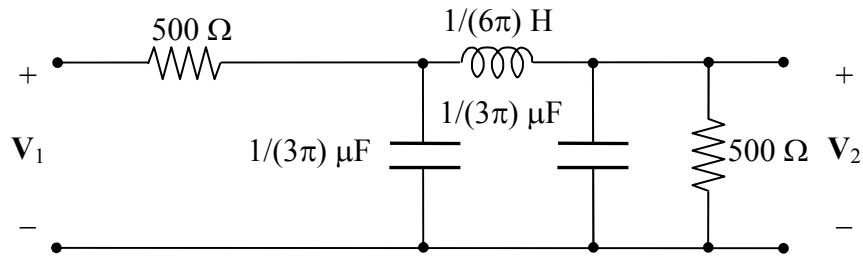 1/(6π) H
500 Ω
+
+
1/(3π) μF
V₁
1/(3π) μF
500 Ω
V₂
−
−